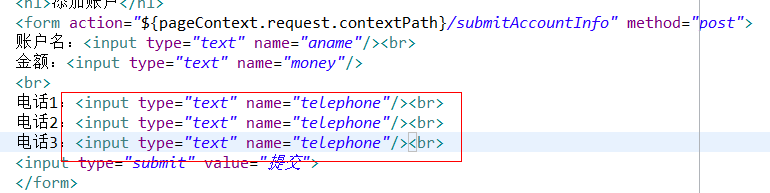 <h1>添加账户</h1>
<form action="${pageContext.request.contextPath}/submitAccountInfo" method="post">
账户名：<input type="text" name="aname"/><br>
金额：<input type="text" name="money"/>
<br>
电话1：<input type="text" name="telephone"/><br>
电话2：<input type="text" name="telephone"/><br>
电话3：<input type="text" name="telephone"/><br>
<input type="submit" value="提交">
</form>